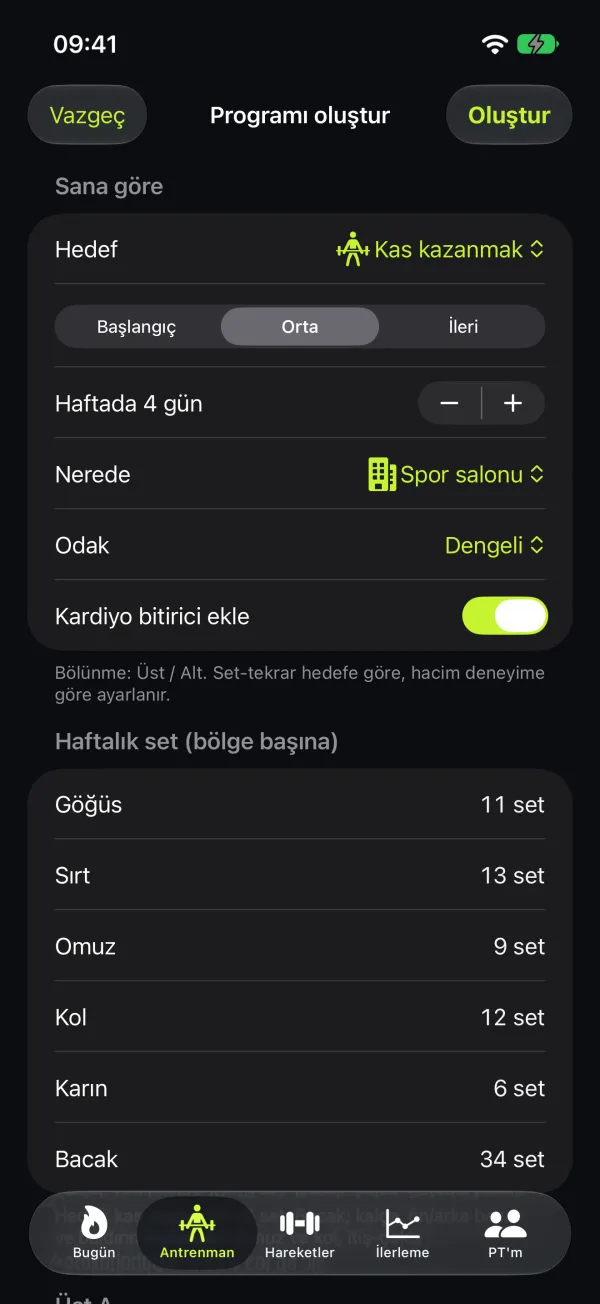 09:41
Vazgeç
Programı oluştur
Oluştur
Sana göre
Hedef
Kas kazanmak
Başlangıç
Orta
İleri
Haftada 4 gün
Nerede
Spor salonu
Odak
Dengeli
Kardiyo bitirici ekle
Bölünme: Üst / Alt. Set-tekrar hedefe göre, hacim deneyime
göre ayarlanır.
Haftalık set (bölge başına)
Göğüs
11 set
Sırt
13 set
Omuz
9 set
Kol
12 set
Karın
6 set
Bacak
34 set
Bugün
Antrenman
Hareketler
İlerleme
PT'm
Üst A